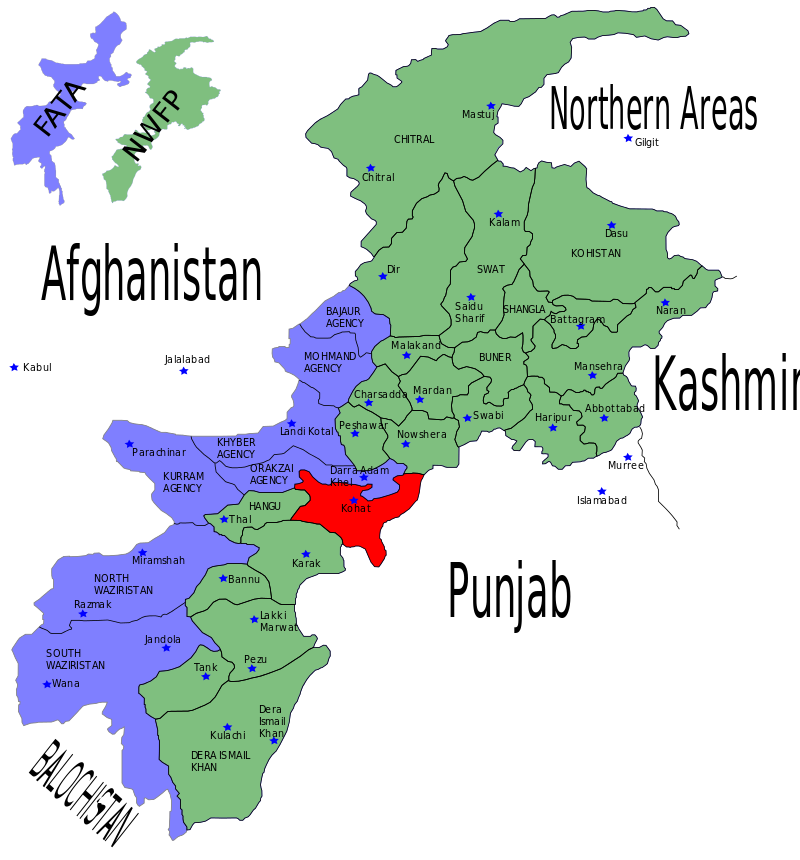 FATA
NWFP
Northern Areas
Gilgit
Mastuj
CHITRAL
Chitral
Kalam
Dasu
KOHISTAN
Afghanistan
Dir
SWAT
Saidu
Sharif
SHANGLA
Battagram
Naran
BAJAUR
AGENCY
Malakand
BUNER
MOHMAND
AGENCY
Jalalabad
Kabul
Mansehra
Kashmir
Charsadda
Mardan
Swabi
Haripur
Abbottabad
Landi Kotal
Peshawar
Nowshera
KHYBER
AGENCY
Parachinar
Murree
ORAKZAI
AGENCY
Darra Adam
Khel
KURRAM
AGENCY
Islamabad
HANGU
Kohat
Thal
Miramshah
Karak
Punjab
NORTH
WAZIRISTAN
Bannu
Razmak
Lakki
Marwat
Jandola
SOUTH
WAZIRISTAN
Pezu
Tank
Wana
Dera
Ismail
Khan
Kulachi
DERA ISMAIL
KHAN
BALOCHISTAN